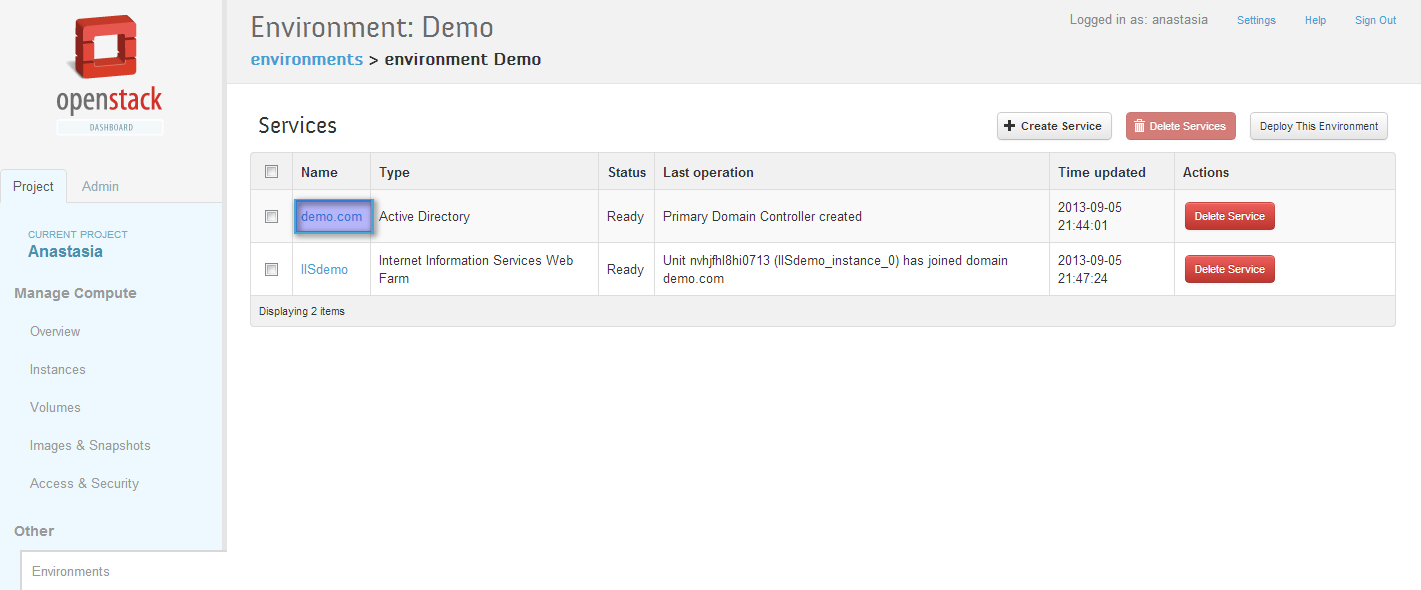 openstack
DASHBOARD
Project
Admin
CURRENT PROJECT
Anastasia
Manage Compute
Overview
Instances
Volumes
Images & Snapshots
Access & Security
Other
Environments
Environment: Demo
environments > environment Demo
Logged in as: anastasia Settings Help Sign Out
Services
Create Service Delete Services Deploy This Environment
Name Type Status Last operation Time updated Actions
demo.com Active Directory Ready Primary Domain Controller created 2013-09-05 21:44:01 Delete Service
IISdemo Internet Information Services Web Farm Ready Unit nvhjfhl8hi0713 (IISdemo_instance_0) has joined domain demo.com 2013-09-05 21:47:24 Delete Service
Displaying 2 items